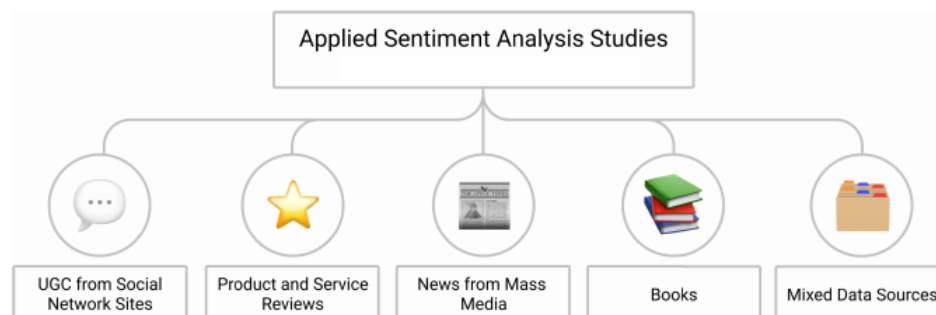 Applied Sentiment Analysis Studies
UGC from Social
Network Sites
Product and Service
Reviews
News from Mass
Media
Books
Mixed Data Sources